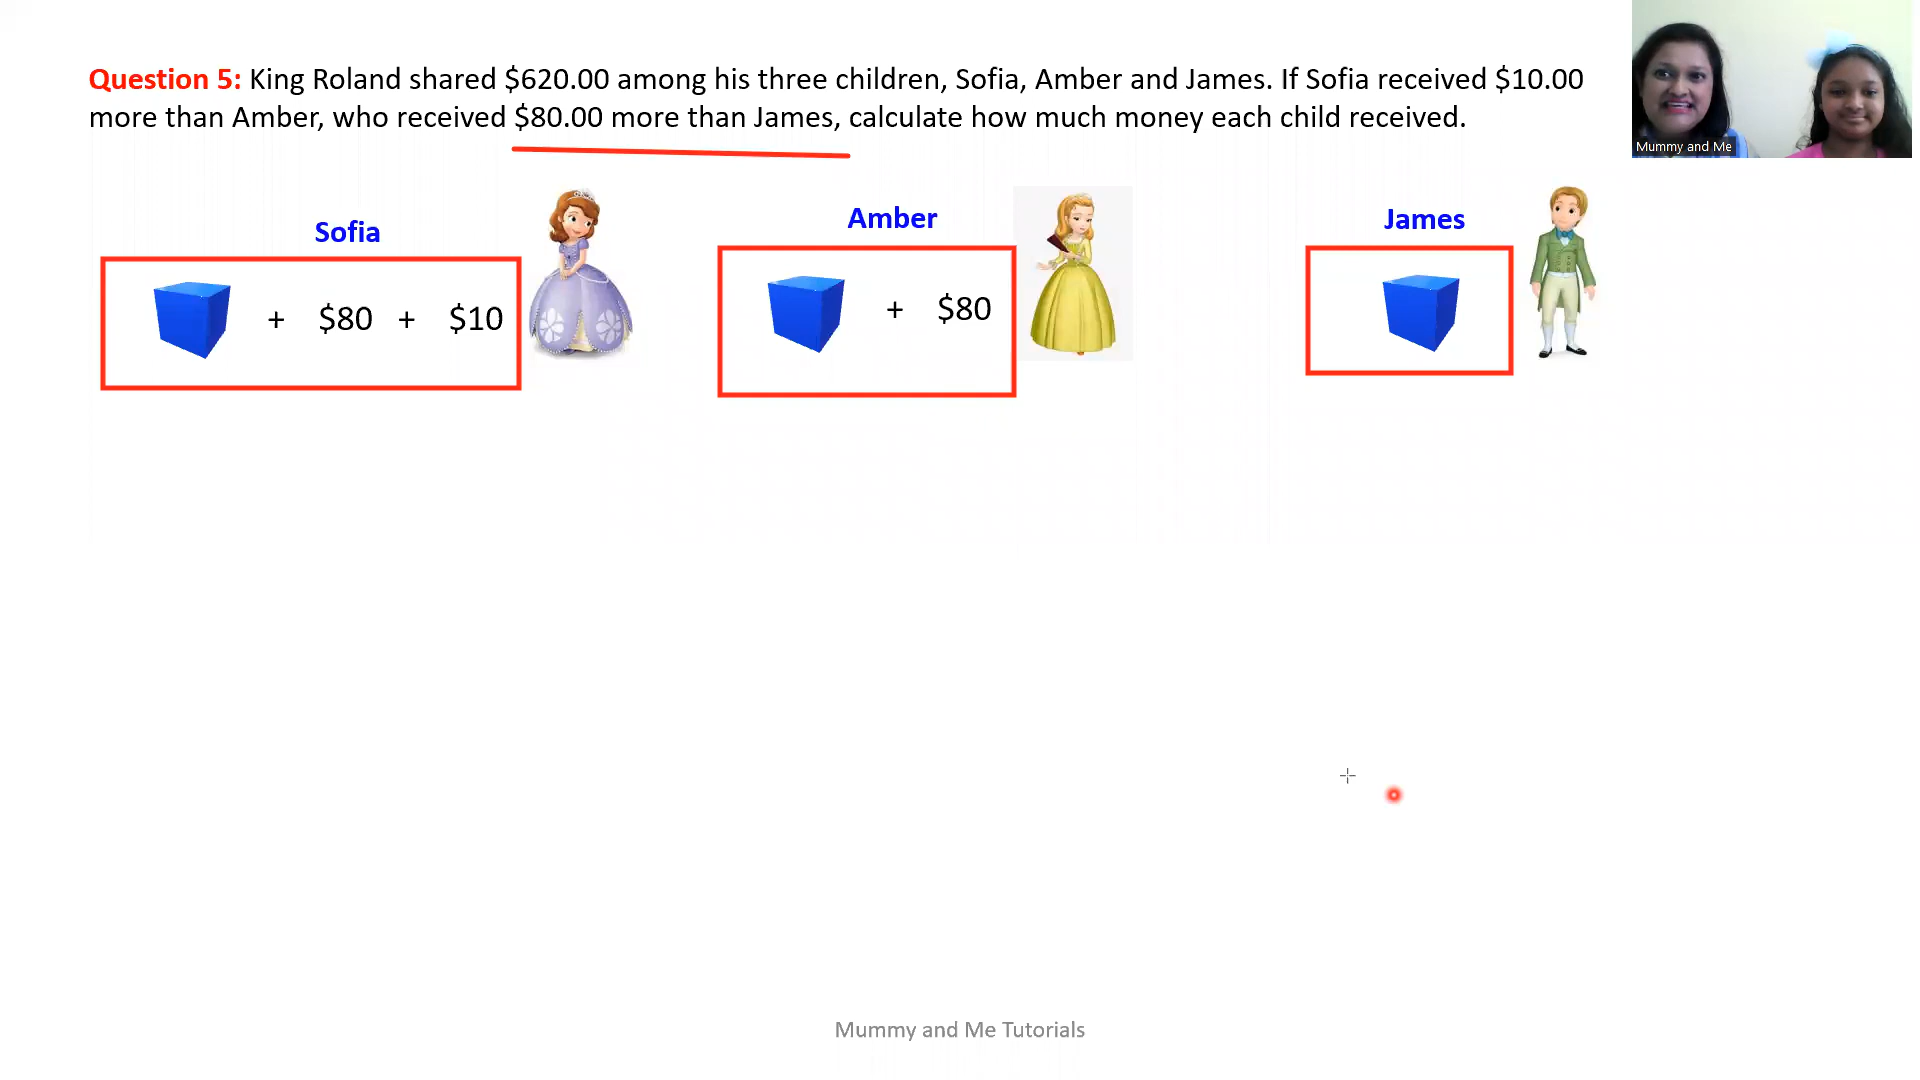 Question 5: King Roland shared $620.00 among his three children, Sofia, Amber and James. If Sofia received $10.00
more than Amber, who received $80.00 more than James, calculate how much money each child received.
Mummy and Me
Sofia
Amber
James
+ $80 + $10
+ $80
Mummy and Me Tutorials